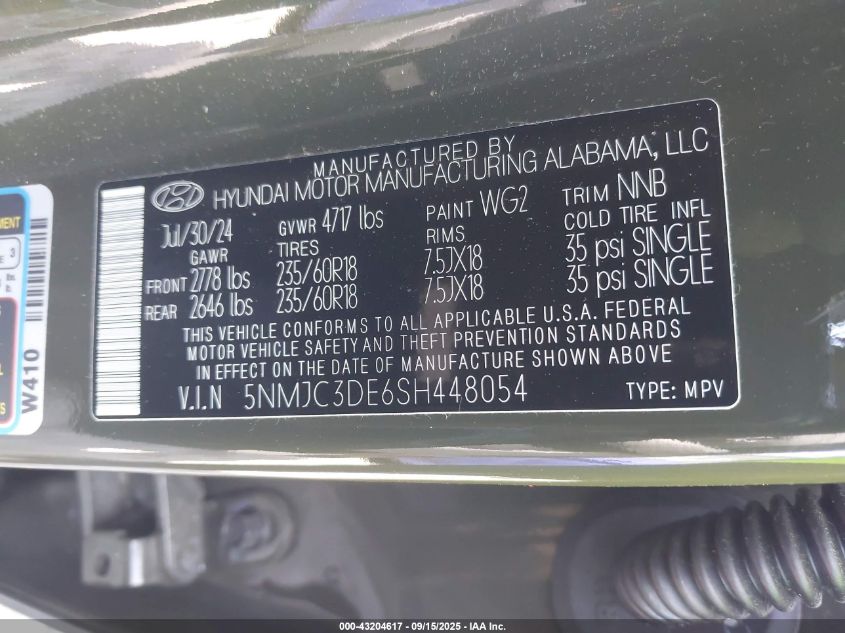 MANUFACTURED BY
HYUNDAI MOTOR MANUFACTURING ALABAMA, LLC
Jul/30/24 GVWR 4717 lbs PAINT WG2 TRIM NNB
GAWR TIRES RIMS COLD TIRE INFL
FRONT 2778 lbs 235/60R18 7.5JX18 35 psi SINGLE
REAR 2646 lbs 235/60R18 7.5JX18 35 psi SINGLE
THIS VEHICLE CONFORMS TO ALL APPLICABLE U.S.A. FEDERAL
MOTOR VEHICLE SAFETY AND THEFT PREVENTION STANDARDS
IN EFFECT ON THE DATE OF MANUFACTURE SHOWN ABOVE
V.I.N 5NMJC3DE6SH448054 TYPE: MPV
W410
3
lbs.
000-43204617 - 09/15/2025 - IAA Inc.